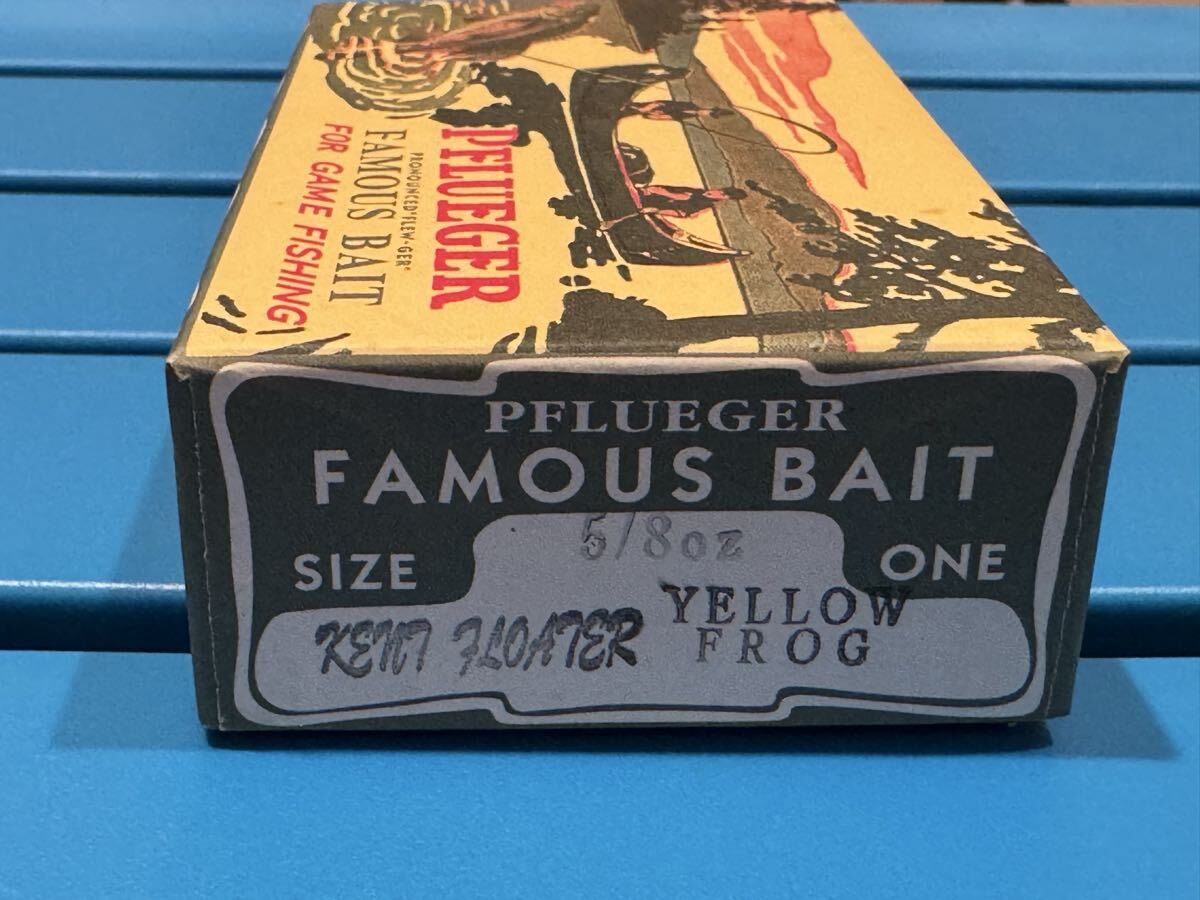 PFLUEGER
PRONOUNCED "FLEW-GER"
FAMOUS BAIT
FOR GAME FISHING
PFLUEGER
FAMOUS BAIT
5/8oz
SIZE ONE
KENT FLOATER YELLOW
FROG